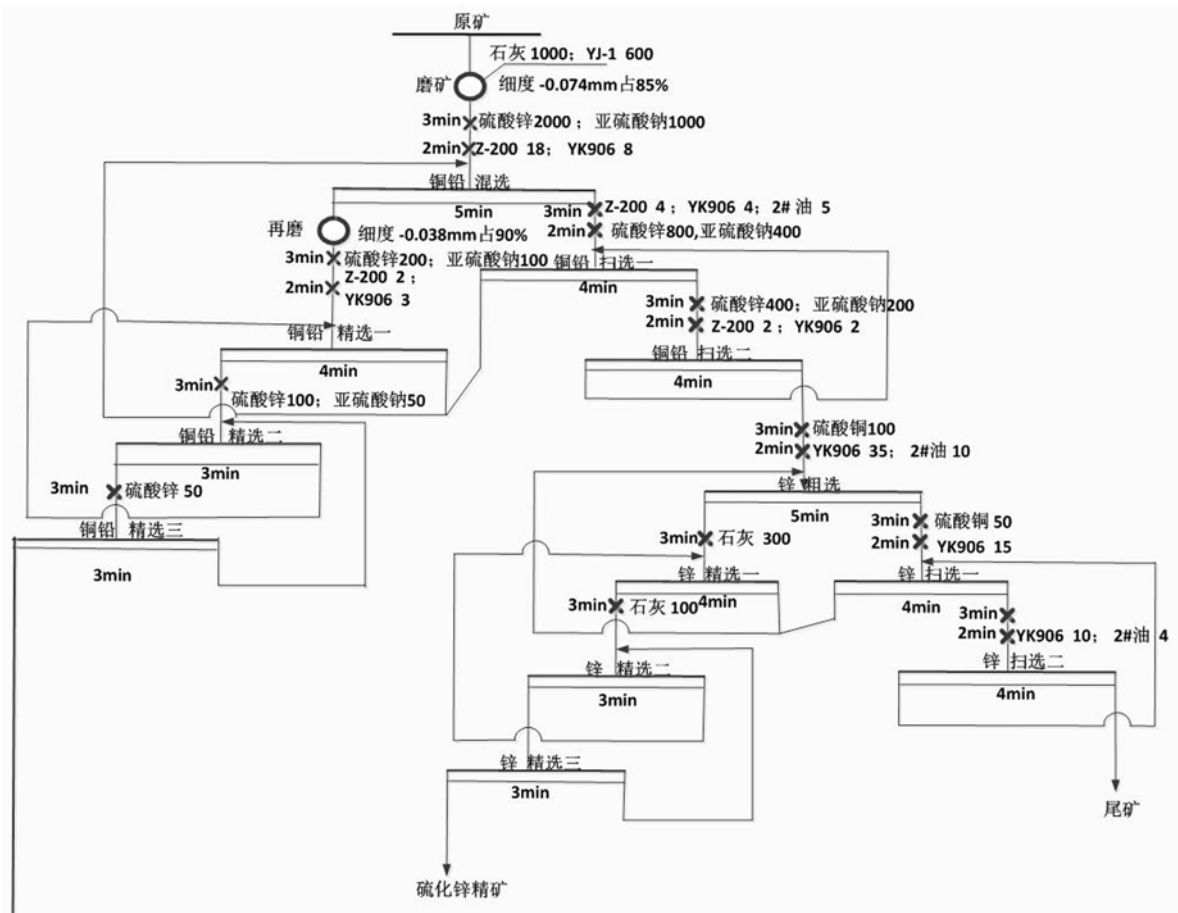 原矿
石灰 1000；YJ-1 600
磨矿
细度 -0.074mm占85%
3min 硫酸锌2000；亚硫酸钠1000
2min Z-200 18；YK906 8
铜铅 混选
5min
3min Z-200 4；YK906 4；2#油 5
2min 硫酸锌800,亚硫酸钠400
再磨
细度 -0.038mm占90%
3min 硫酸锌200；亚硫酸钠100
2min Z-200 2；
YK906 3
铜铅 扫选一
4min
3min 硫酸锌400；亚硫酸钠200
2min Z-200 2；YK906 2
铜铅 精选一
4min
铜铅 扫选二
4min
3min
硫酸锌100；亚硫酸钠50
3min 硫酸铜100
2min YK906 35；2#油 10
铜铅 精选二
3min
3min 硫酸锌 50
锌 粗选
5min
铜铅 精选三
3min
3min 硫酸铜 50
2min YK906 15
3min 石灰 300
锌 精选一
4min
锌 扫选一
4min
3min 石灰 100
3min
2min YK906 10；2#油 4
锌 精选二
3min
锌 扫选二
4min
锌 精选三
3min
尾矿
硫化锌精矿